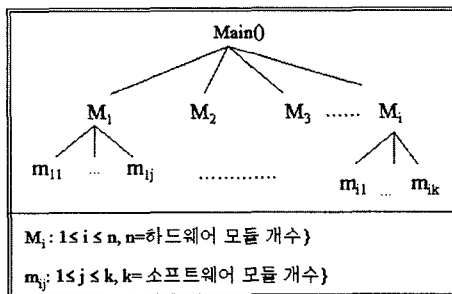 Main()
M₁ M₂ M₃ ...... Mᵢ
m₁₁ ... m₁ⱼ ............. mᵢ₁ ... mᵢₖ
Mᵢ : 1≤ i ≤ n, n=하드웨어 모듈 개수}
mᵢⱼ : 1≤ j ≤ k, k= 소프트웨어 모듈 개수}